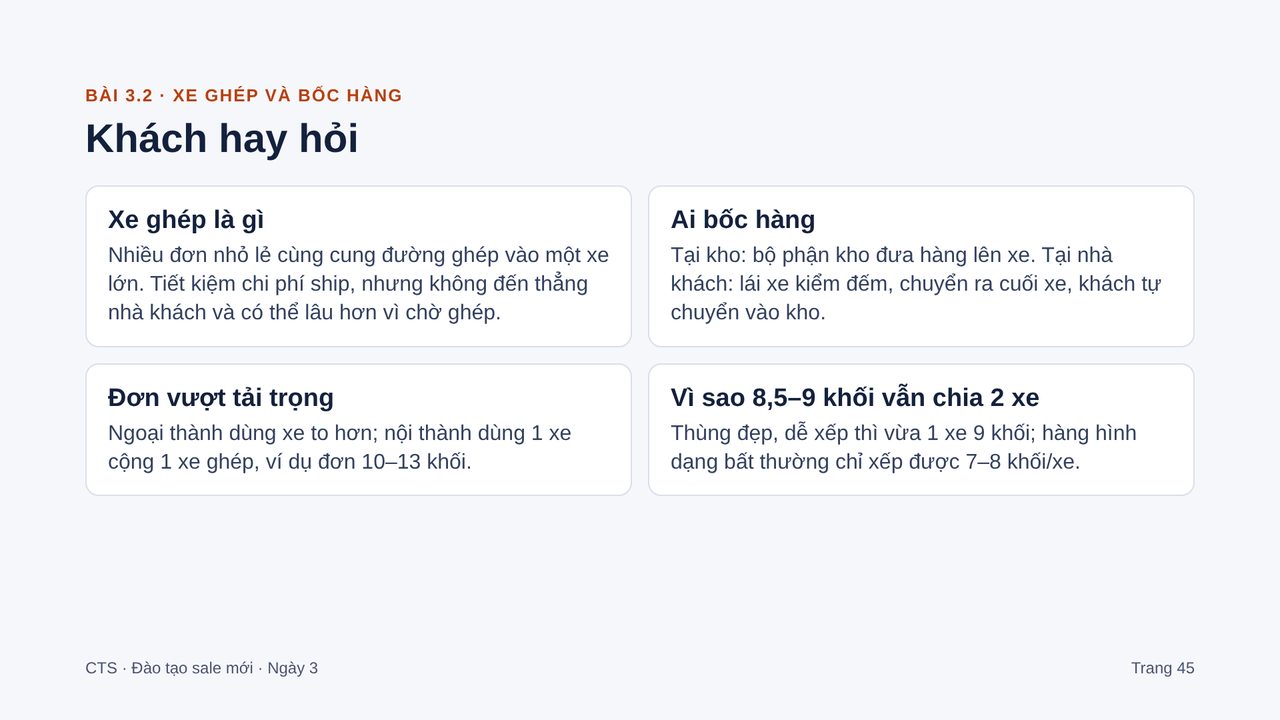 BÀI 3.2 · XE GHÉP VÀ BỐC HÀNG
Khách hay hỏi
Xe ghép là gì
Nhiều đơn nhỏ lẻ cùng cung đường ghép vào một xe
lớn. Tiết kiệm chi phí ship, nhưng không đến thẳng
nhà khách và có thể lâu hơn vì chờ ghép.
Ai bốc hàng
Tại kho: bộ phận kho đưa hàng lên xe. Tại nhà
khách: lái xe kiểm đếm, chuyển ra cuối xe, khách tự
chuyển vào kho.
Đơn vượt tải trọng
Ngoại thành dùng xe to hơn; nội thành dùng 1 xe
cộng 1 xe ghép, ví dụ đơn 10–13 khối.
Vì sao 8,5–9 khối vẫn chia 2 xe
Thùng đẹp, dễ xếp thì vừa 1 xe 9 khối; hàng hình
dạng bất thường chỉ xếp được 7–8 khối/xe.
CTS · Đào tạo sale mới · Ngày 3
Trang 45